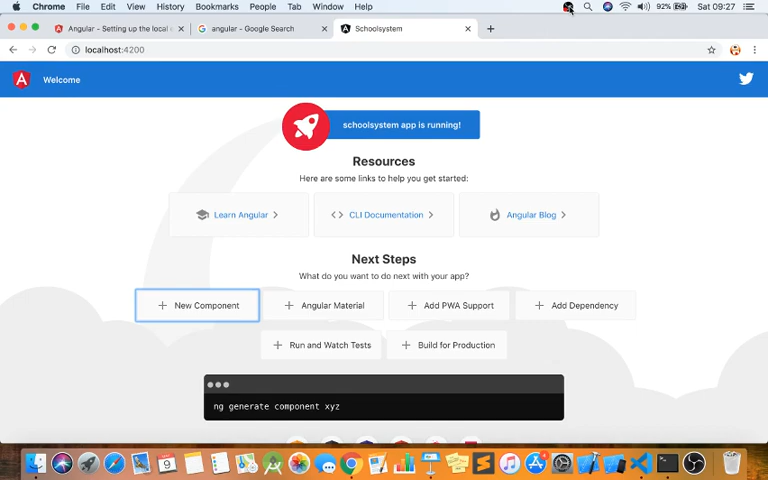 Chrome File Edit View History Bookmarks People Tab Window Help 92% Sat 09:27
Angular - Setting up the local e
angular - Google Search
Schoolsystem
localhost:4200
Welcome
schoolsystem app is running!
Resources
Here are some links to help you get started:
Learn Angular
CLI Documentation
Angular Blog
Next Steps
What do you want to do next with your app?
New Component
Angular Material
Add PWA Support
Add Dependency
Run and Watch Tests
Build for Production
ng generate component xyz